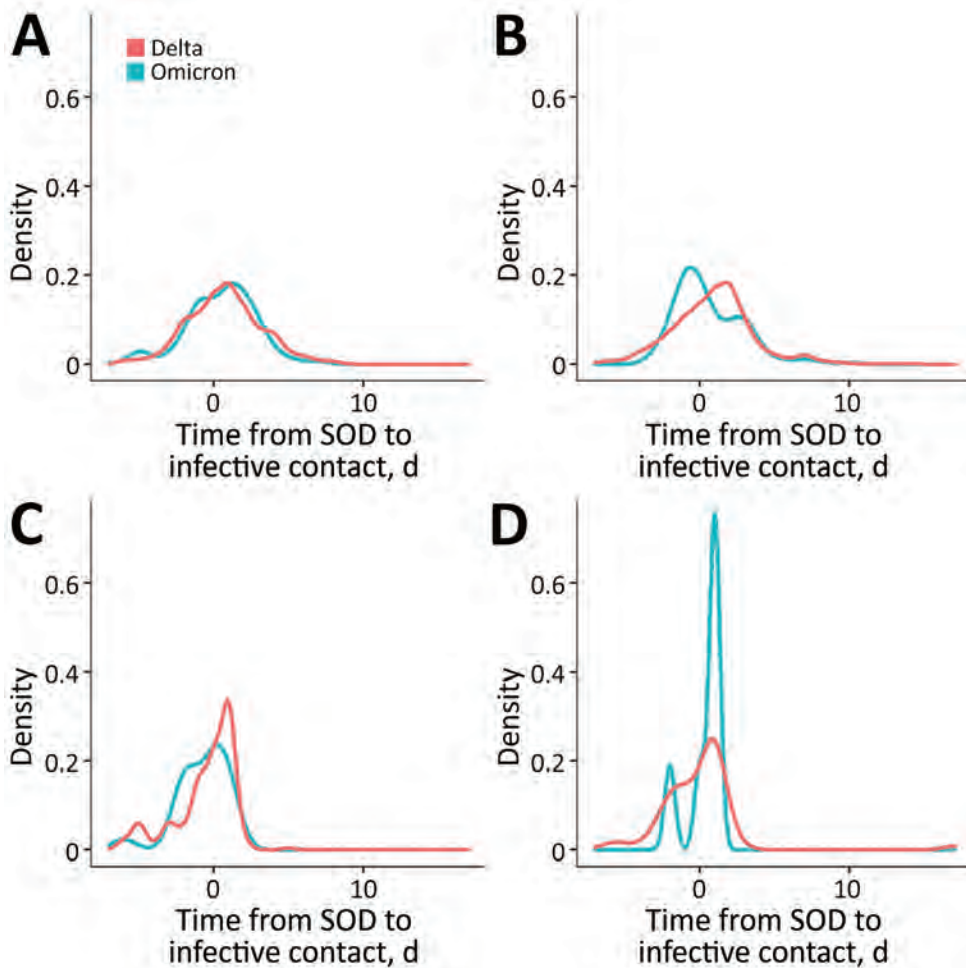 A
Delta
Omicron
0.6
0.4
0.2
0
Density
0 10
Time from SOD to
infective contact, d
B
0.6
0.4
0.2
0
Density
0 10
Time from SOD to
infective contact, d
C
0.6
0.4
0.2
0
Density
0 10
Time from SOD to
infective contact, d
D
0.6
0.4
0.2
0
Density
0 10
Time from SOD to
infective contact, d